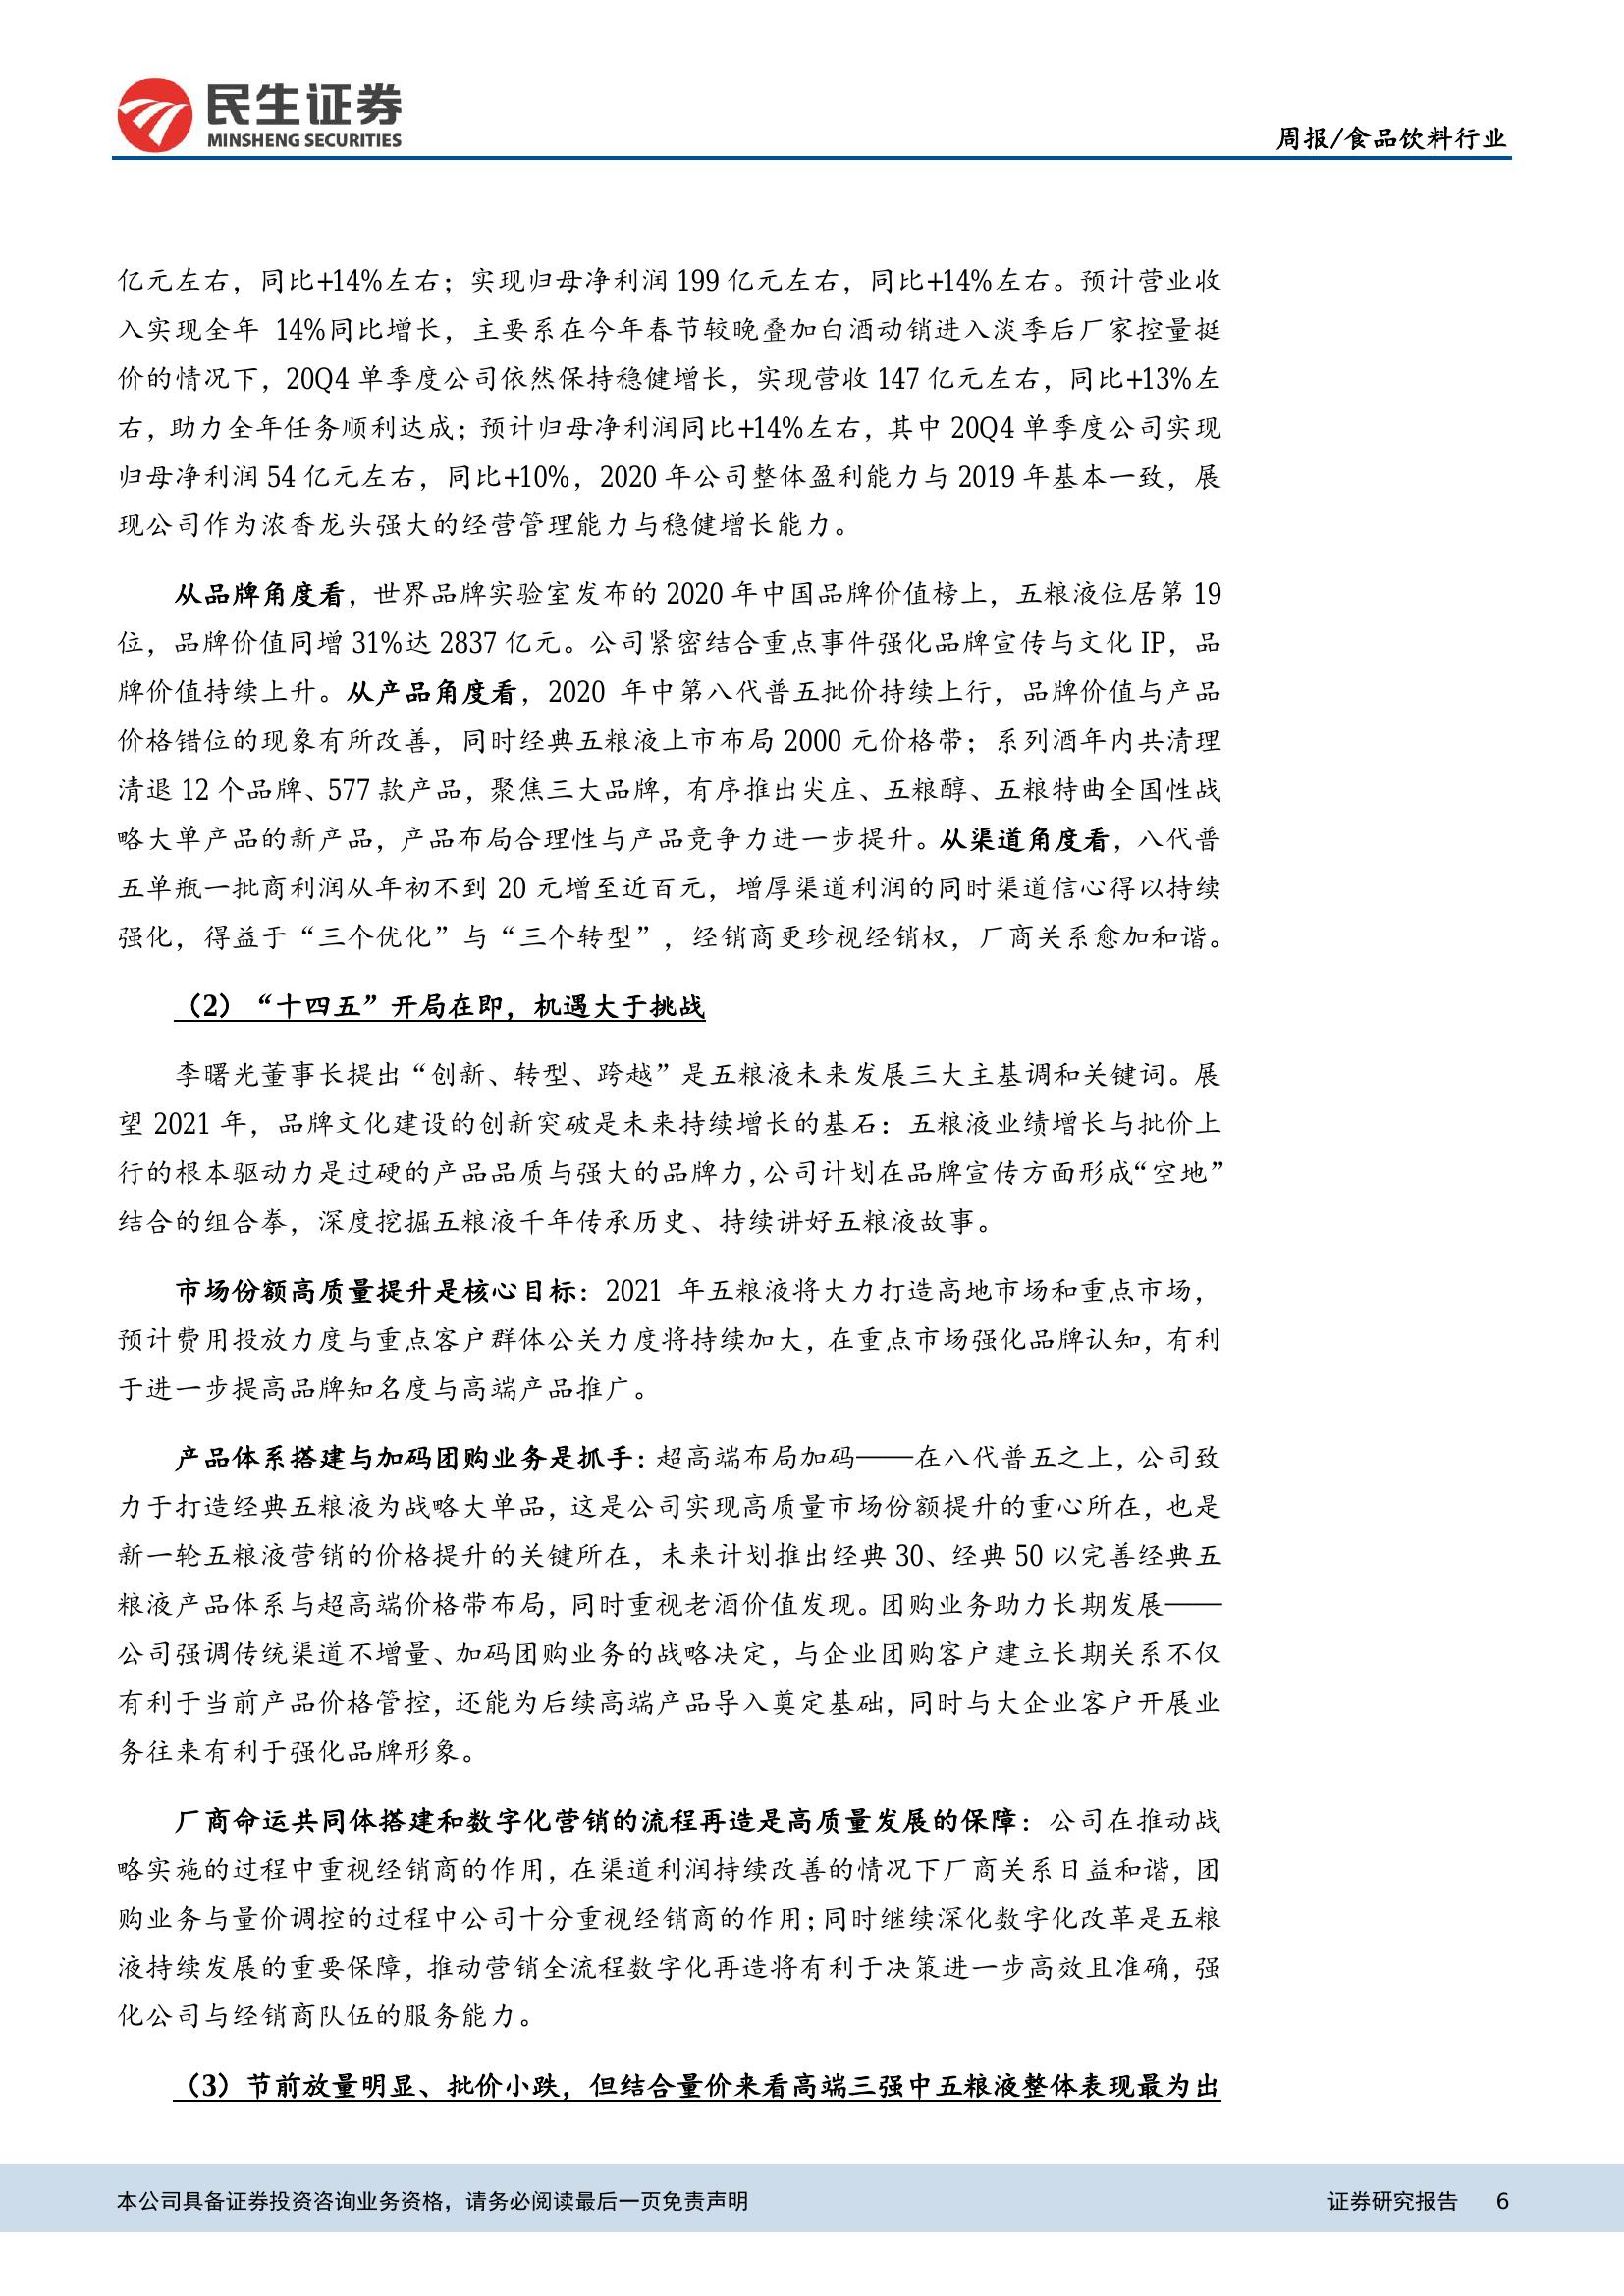 民生证券
MINSHENG SECURITIES
周报/食品饮料行业
亿元左右，同比+14%左右；实现归母净利润 199 亿元左右，同比+14%左右。预计营业收
入实现全年 14%同比增长，主要系在今年春节较晚叠加白酒动销进入淡季后厂家控量挺
价的情况下，20Q4 单季度公司依然保持稳健增长，实现营收 147 亿元左右，同比+13%左
右，助力全年任务顺利达成；预计归母净利润同比+14%左右，其中 20Q4 单季度公司实现
归母净利润 54 亿元左右，同比+10%，2020 年公司整体盈利能力与 2019 年基本一致，展
现公司作为浓香龙头强大的经营管理能力与稳健增长能力。
从品牌角度看，世界品牌实验室发布的 2020 年中国品牌价值榜上，五粮液位居第 19
位，品牌价值同增 31%达 2837 亿元。公司紧密结合重点事件强化品牌宣传与文化 IP，品
牌价值持续上升。从产品角度看，2020 年中第八代普五批价持续上行，品牌价值与产品
价格错位的现象有所改善，同时经典五粮液上市布局 2000 元价格带；系列酒年内共清理
清退 12 个品牌、577 款产品，聚焦三大品牌，有序推出尖庄、五粮醇、五粮特曲全国性战
略大单产品的新产品，产品布局合理性与产品竞争力进一步提升。从渠道角度看，八代普
五单瓶一批商利润从年初不到 20 元增至近百元，增厚渠道利润的同时渠道信心得以持续
强化，得益于“三个优化”与“三个转型”，经销商更珍视经销权，厂商关系愈加和谐。
（2）“十四五”开局在即，机遇大于挑战
李曙光董事长提出“创新、转型、跨越”是五粮液未来发展三大主基调和关键词。展
望 2021 年，品牌文化建设的创新突破是未来持续增长的基石：五粮液业绩增长与批价上
行的根本驱动力是过硬的产品品质与强大的品牌力，公司计划在品牌宣传方面形成“空地”
结合的组合拳，深度挖掘五粮液千年传承历史、持续讲好五粮液故事。
市场份额高质量提升是核心目标：2021 年五粮液将大力打造高地市场和重点市场，
预计费用投放力度与重点客户群体公关力度将持续加大，在重点市场强化品牌认知，有利
于进一步提高品牌知名度与高端产品推广。
产品体系搭建与加码团购业务是抓手：超高端布局加码——在八代普五之上，公司致
力于打造经典五粮液为战略大单品，这是公司实现高质量市场份额提升的重心所在，也是
新一轮五粮液营销的价格提升的关键所在，未来计划推出经典 30、经典 50 以完善经典五
粮液产品体系与超高端价格带布局，同时重视老酒价值发现。团购业务助力长期发展——
公司强调传统渠道不增量、加码团购业务的战略决定，与企业团购客户建立长期关系不仅
有利于当前产品价格管控，还能为后续高端产品导入奠定基础，同时与大企业客户开展业
务往来有利于强化品牌形象。
厂商命运共同体搭建和数字化营销的流程再造是高质量发展的保障：公司在推动战
略实施的过程中重视经销商的作用，在渠道利润持续改善的情况下厂商关系日益和谐，团
购业务与量价调控的过程中公司十分重视经销商的作用；同时继续深化数字化改革是五粮
液持续发展的重要保障，推动营销全流程数字化再造将有利于决策进一步高效且准确，强
化公司与经销商队伍的服务能力。
（3）节前放量明显、批价小跌，但结合量价来看高端三强中五粮液整体表现最为出
本公司具备证券投资咨询业务资格，请务必阅读最后一页免责声明
证券研究报告 6